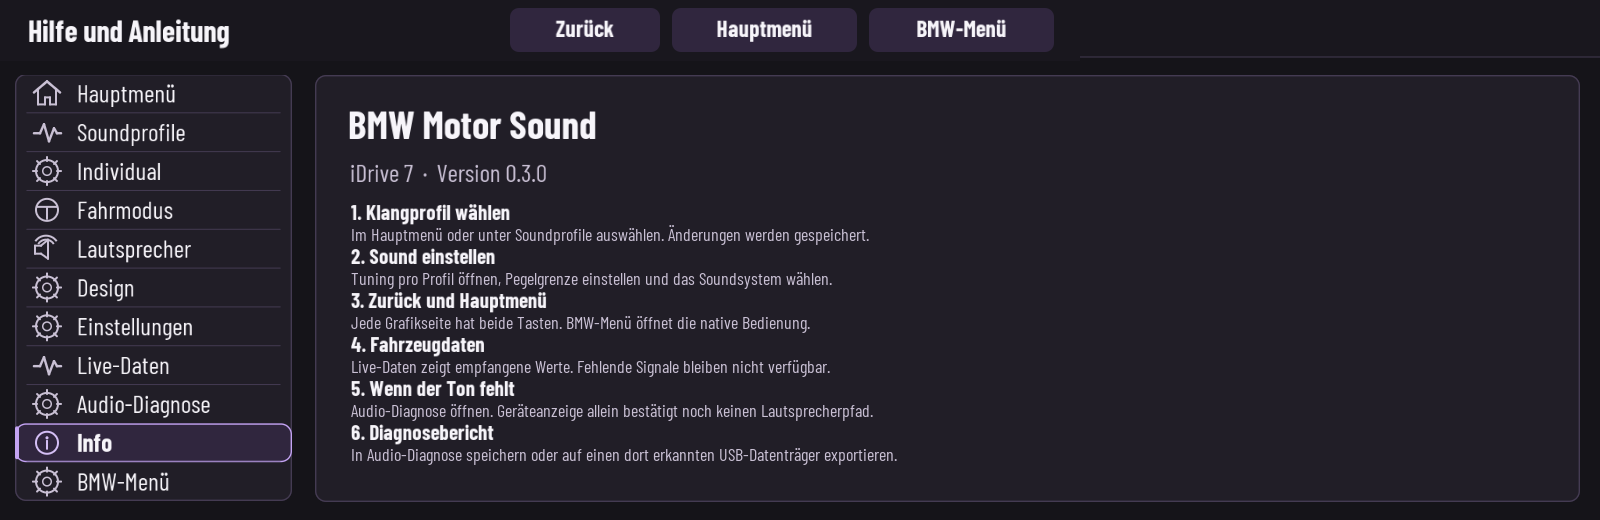 Hilfe und Anleitung
Zurück
Hauptmenü
BMW-Menü
Hauptmenü
Soundprofile
Individual
Fahrmodus
Lautsprecher
Design
Einstellungen
Live-Daten
Audio-Diagnose
Info
BMW-Menü
BMW Motor Sound
iDrive 7 · Version 0.3.0
1. Klangprofil wählen
Im Hauptmenü oder unter Soundprofile auswählen. Änderungen werden gespeichert.
2. Sound einstellen
Tuning pro Profil öffnen, Pegelgrenze einstellen und das Soundsystem wählen.
3. Zurück und Hauptmenü
Jede Grafikseite hat beide Tasten. BMW-Menü öffnet die native Bedienung.
4. Fahrzeugdaten
Live-Daten zeigt empfangene Werte. Fehlende Signale bleiben nicht verfügbar.
5. Wenn der Ton fehlt
Audio-Diagnose öffnen. Geräteanzeige allein bestätigt noch keinen Lautsprecherpfad.
6. Diagnosebericht
In Audio-Diagnose speichern oder auf einen dort erkannten USB-Datenträger exportieren.